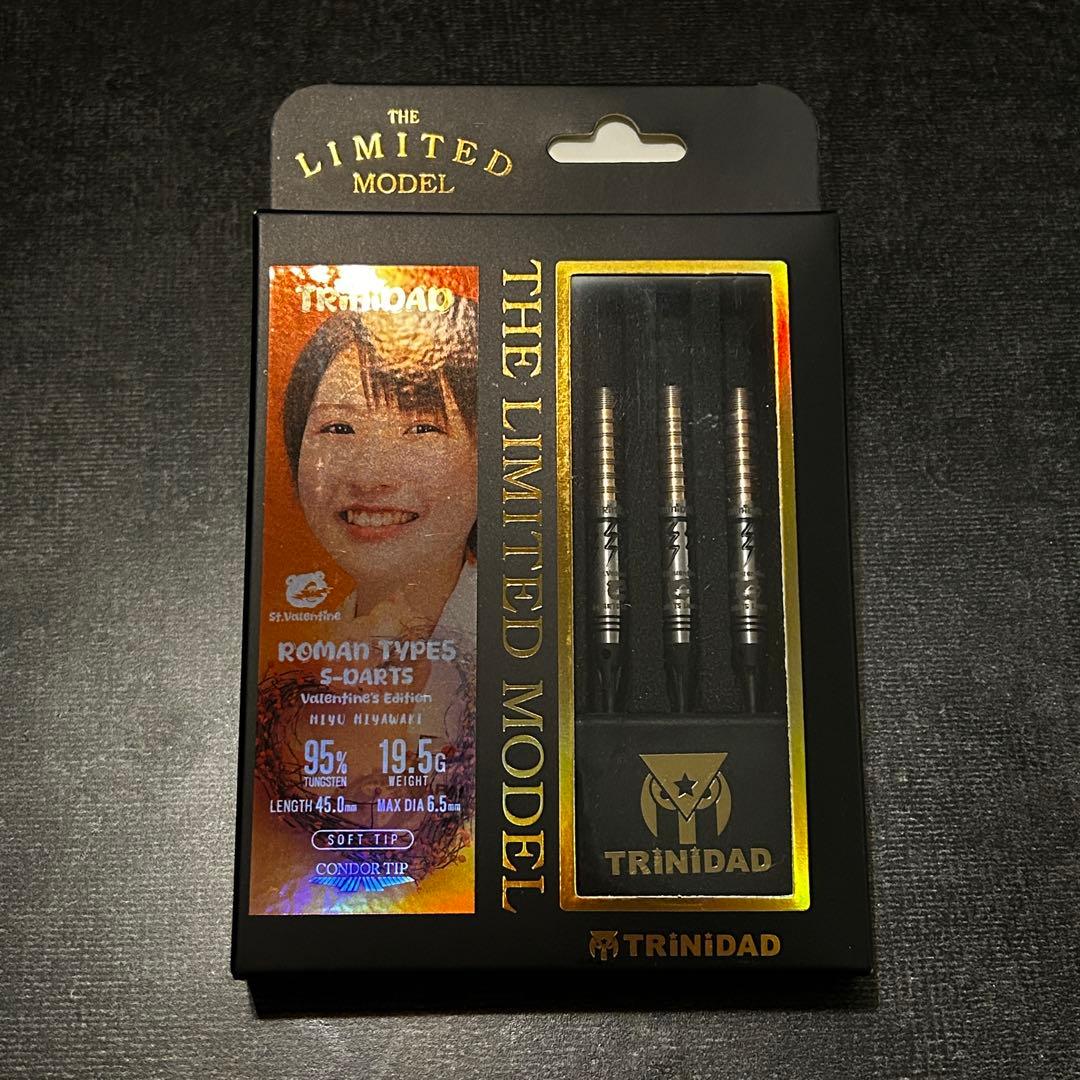 THE
LIMITED
MODEL
TRiNiDAD
St.Valentine
ROMAN TYPE5
S-DARTS
Valentine's Edition
MIYU MIYAWAKI
95%
TUNGSTEN
19.5G
WEIGHT
LENGTH 45.0mm MAX DIA 6.5mm
SOFT TIP
CONDOR TIP
THE LIMITED MODEL
TRiNiDAD
TRiNiDAD